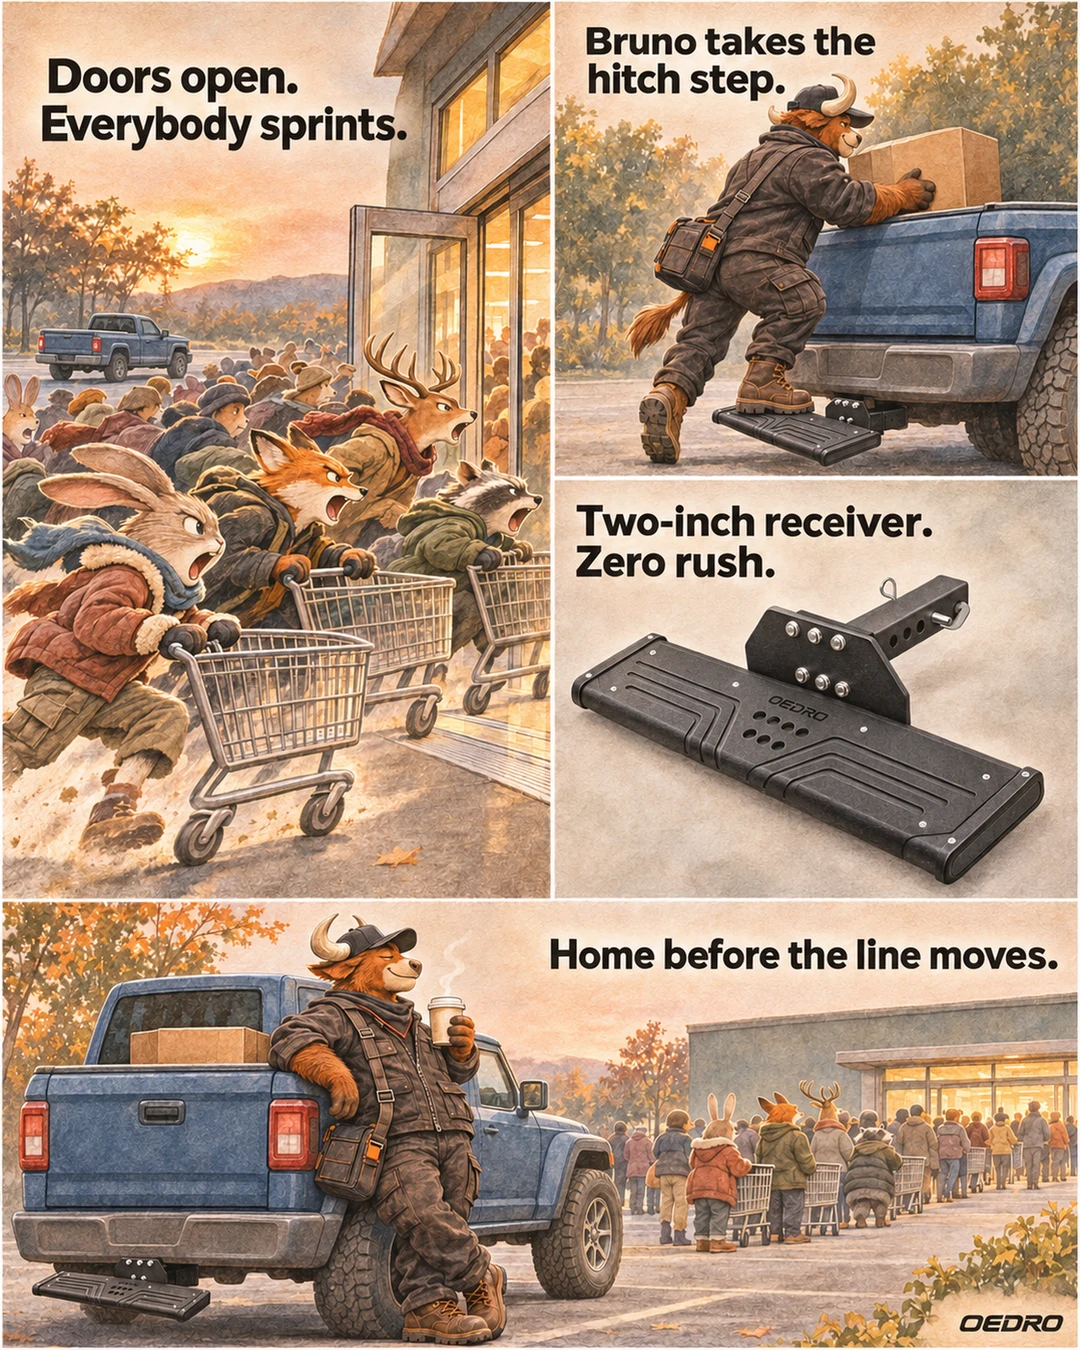 Doors open.
Everybody sprints.
Bruno takes the
hitch step.
Two-inch receiver.
Zero rush.
OEDRO
Home before the line moves.
OEDRO